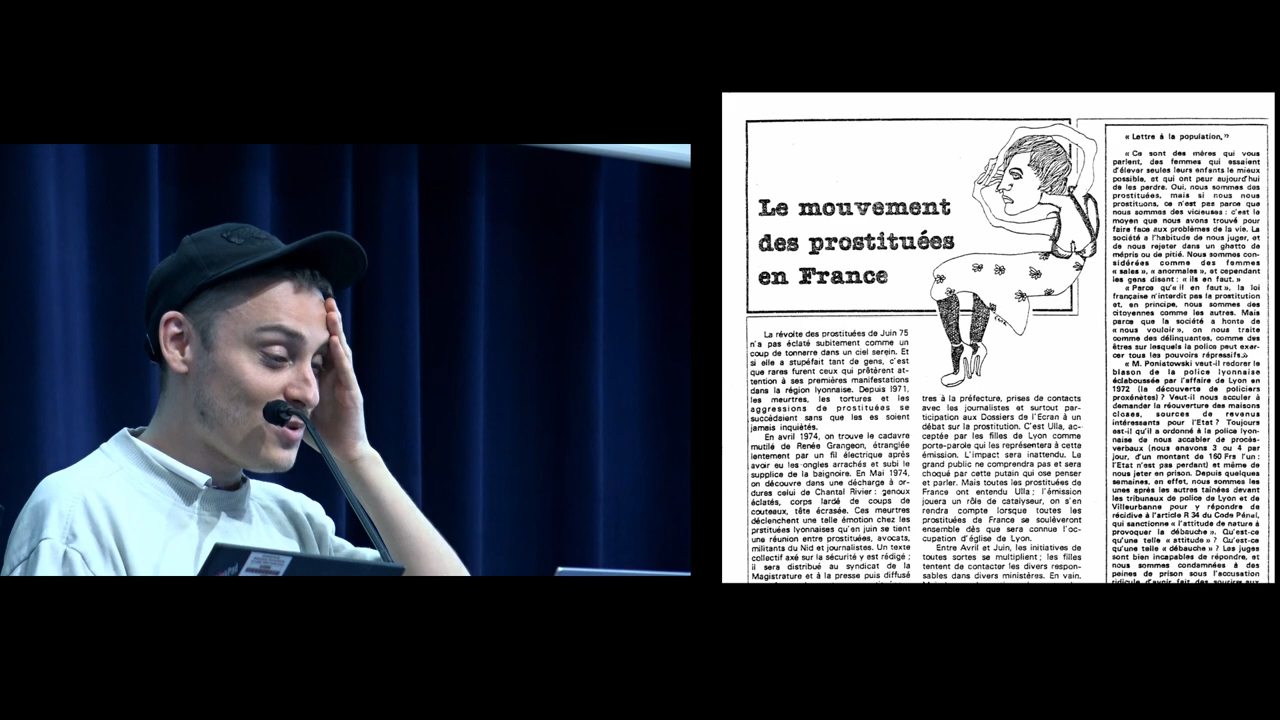 Le mouvement
des prostituées
en France
La révolte des prostituées de Juin 75
n'a pas éclaté subitement comme un
coup de tonnerre dans un ciel serein. Et
si elle a stupéfait tant de gens, c'est
que rares furent ceux qui prêtèrent at-
tention à ses premières manifestations
dans la région lyonnaise. Depuis 1971,
les meurtres, les tortures et les
aggressions de prostituées se
succèdaient sans que les es soient
jamais inquiétés.
En avril 1974, on trouve le cadavre
mutilé de Renée Grangeon, étranglée
lentement par un fil électrique après
avoir eu les ongles arrachés et subi le
supplice de la baignoire. En Mai 1974,
on découvre dans une décharge à or-
dures celui de Chantal Rivier : genoux
éclatés, corps lardé de coups de
couteaux, tête écrasée. Ces meurtres
déclenchent une telle émotion chez les
prstituées lyonnaises qu'en juin se tient
une réunion entre prostituées, avocats,
militants du Nid et journalistes. Un texte
collectif axé sur la sécurité y est rédigé ;
il sera distribué au syndicat de la
Magistrature et à la presse puis diffusé
tres à la préfecture, prises de contacts
avec les journalistes et surtout par-
ticipation aux Dossiers de l'Ecran à un
débat sur la prostitution. C'est Ulla, ac-
ceptée par les filles de Lyon comme
porte-parole qui les représentera à cette
émission. L'impact sera inattendu. Le
grand public ne comprendra pas et sera
choqué par cette putain qui ose penser
et parler. Mais toutes les prostituées de
France ont entendu Ulla ; l'émission
jouera un rôle de catalyseur, on s'en
rendra compte lorsque toutes les
prostituées de France se soulèveront
ensemble dès que sera connue l'oc-
cupation d'église de Lyon.
Entre Avril et Juin, les initiatives de
toutes sortes se multiplient ; les filles
tentent de contacter les divers respon-
sables dans divers ministères. En vain.
« Lettre à la population. »
« Ce sont des mères qui vous
parlent, des femmes qui essaient
d'élever seules leurs enfants le mieux
possible, et qui ont peur aujourd'hui
de les perdre. Oui, nous sommes des
prostituées, mais si nous nous
prostituons, ce n'est pas parce que
nous sommes des vicieuses : c'est le
moyen que nous avons trouvé pour
faire face aux problèmes de la vie. La
société a l'habitude de nous juger, et
de nous rejeter dans un ghetto de
mépris ou de pitié. Nous sommes con-
sidérées comme des femmes
« sales », « anormales », et cependant
les gens disent : « ils en faut. »
« Parce qu'« il en faut », la loi
française n'interdit pas la prostitution
et, en principe, nous sommes des
citoyennes comme les autres. Mais
parce que la société a honte de
« nous vouloir », on nous traite
comme des délinquantes, comme des
êtres sur lesquels la police peut exer-
cer tous les pouvoirs répressifs.»
« M. Poniatowski veut-il redorer le
blason de la police lyonnaise
éclaboussée par l'affaire de Lyon en
1972 (la découverte de policiers
proxénètes) ? Veut-il nous acculer à
demander la réouverture des maisons
closes, sources de revenus
intéressants pour l'Etat ? Toujours
est-il qu'il a ordonné à la police lyon-
naise de nous accabler de procès-
verbaux (nous enavons 3 ou 4 par
jour, d'un montant de 160 Frs l'un :
l'Etat n'est pas perdant) et même de
nous jeter en prison. Depuis quelques
semaines, en effet, nous sommes les
unes après les autres taînées devant
les tribunaux de police de Lyon et de
Villeurbanne pour y répondre de
récidive à l'article R 34 du Code Pénal,
qui sanctionne « l'attitude de nature à
provoquer la débauche ». Qu'est-ce
qu'une telle « attitude » ? Qu'est-ce
qu'une telle « débauche » ? Les juges
sont bien incapables de répondre, et
nous sommes condamnées à des
peines de prison sous l'accusation
ridicule d'avoir fait des sourires aux